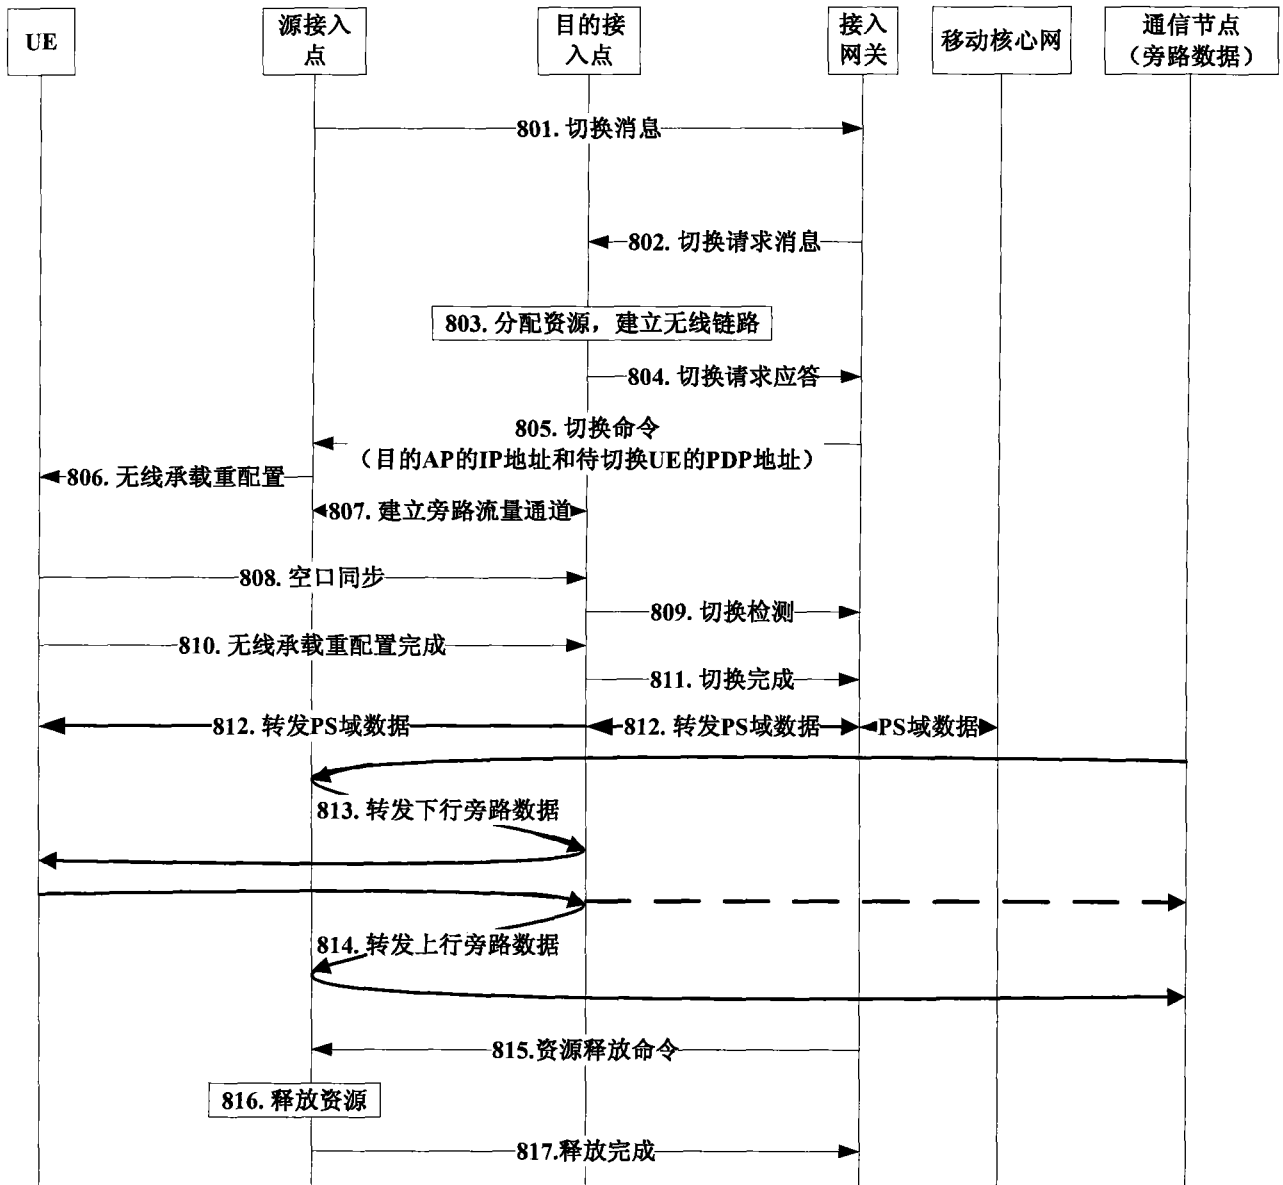 UE
源接入
点
目的接
入点
接入
网关
移动核心网
通信节点
（旁路数据）
801. 切换消息
802. 切换请求消息
803. 分配资源，建立无线链路
804. 切换请求应答
805. 切换命令
（目的AP的IP地址和待切换UE的PDP地址）
806. 无线承载重配置
807. 建立旁路流量通道
808. 空口同步
809. 切换检测
810. 无线承载重配置完成
811. 切换完成
812. 转发PS域数据
812. 转发PS域数据
PS域数据
813. 转发下行旁路数据
814. 转发上行旁路数据
815.资源释放命令
816. 释放资源
817.释放完成